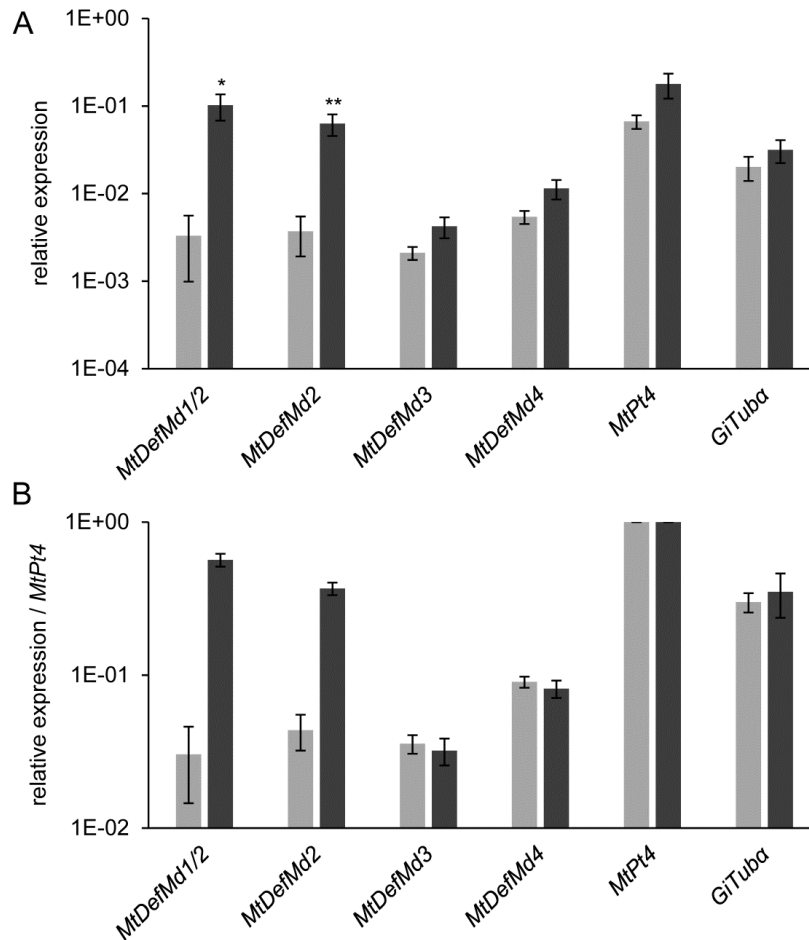 A
relative expression
1E+00
1E-01
1E-02
1E-03
1E-04
*
**
MtDefMd1/2
MtDefMd2
MtDefMd3
MtDefMd4
MtPt4
GiTubα
B
relative expression / MtPt4
1E+00
1E-01
1E-02
MtDefMd1/2
MtDefMd2
MtDefMd3
MtDefMd4
MtPt4
GiTubα